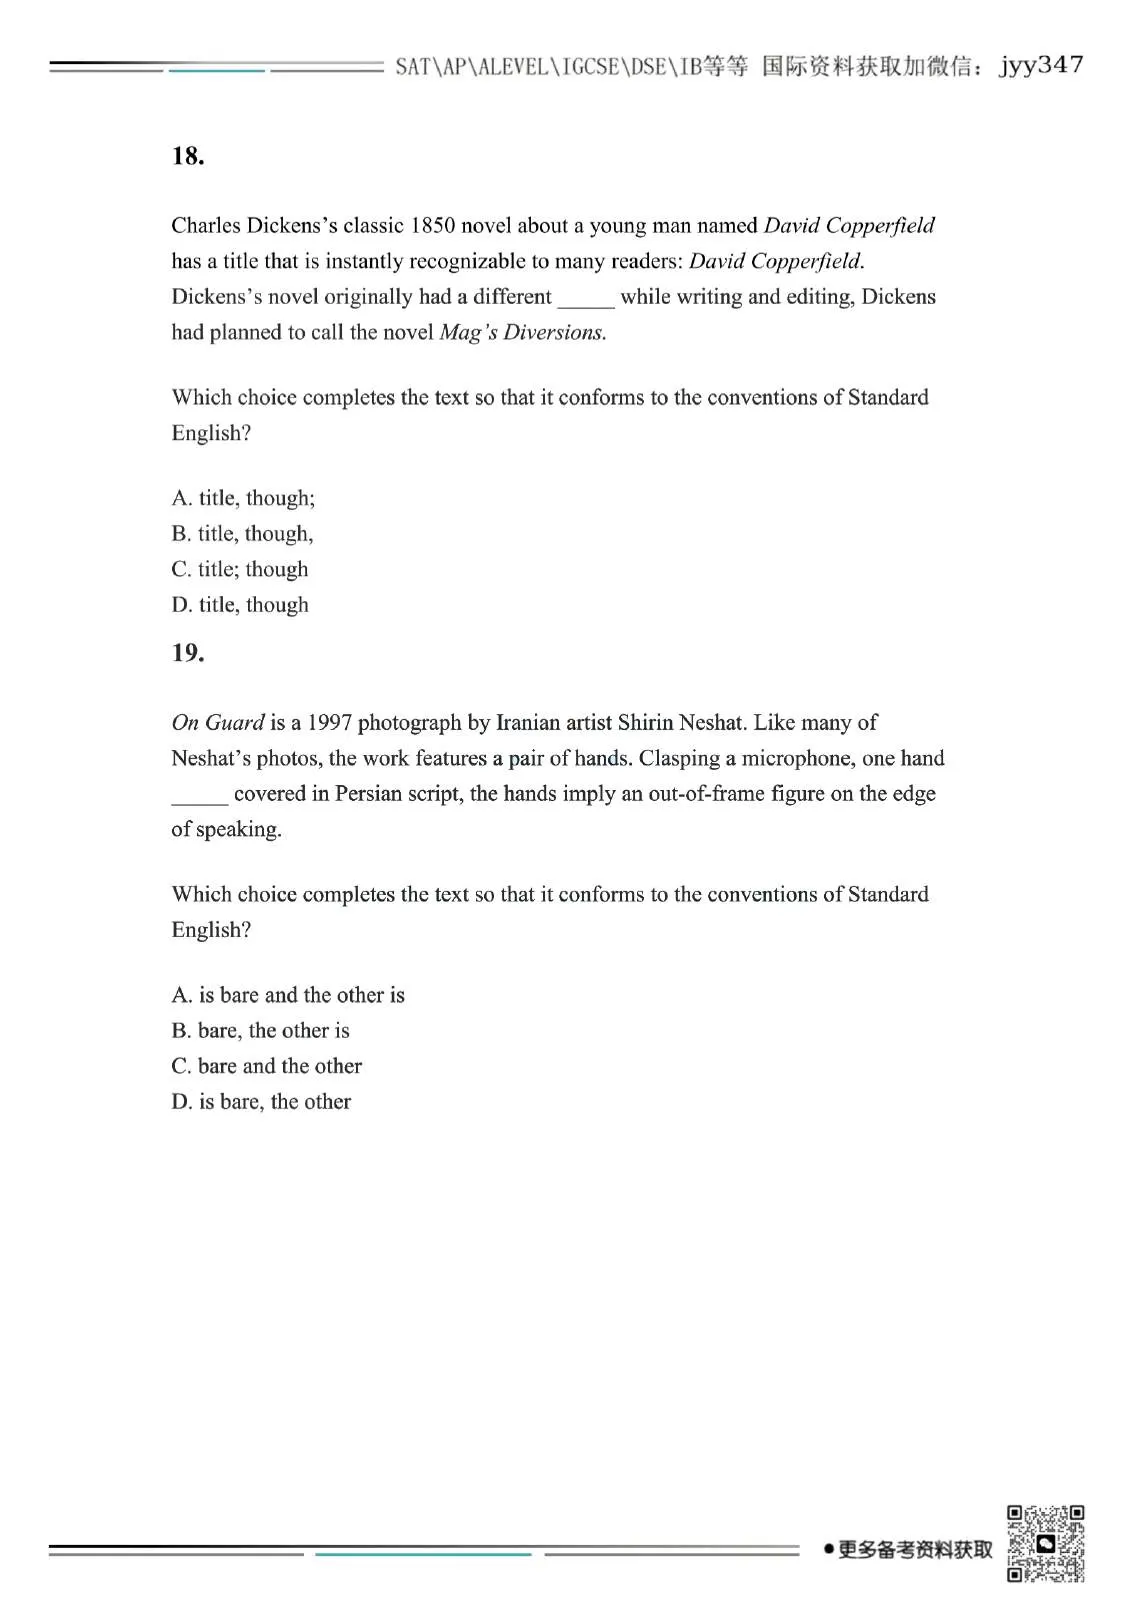 SAT\AP\ALEVEL\IGCSE\DSE\IB等等 国际资料获取加微信：jyy347
18.
Charles Dickens’s classic 1850 novel about a young man named David Copperfield
has a title that is instantly recognizable to many readers: David Copperfield.
Dickens’s novel originally had a different _____ while writing and editing, Dickens
had planned to call the novel Mag’s Diversions.
Which choice completes the text so that it conforms to the conventions of Standard
English?
A. title, though;
B. title, though,
C. title; though
D. title, though
19.
On Guard is a 1997 photograph by Iranian artist Shirin Neshat. Like many of
Neshat’s photos, the work features a pair of hands. Clasping a microphone, one hand
_____ covered in Persian script, the hands imply an out-of-frame figure on the edge
of speaking.
Which choice completes the text so that it conforms to the conventions of Standard
English?
A. is bare and the other is
B. bare, the other is
C. bare and the other
D. is bare, the other
●更多备考资料获取